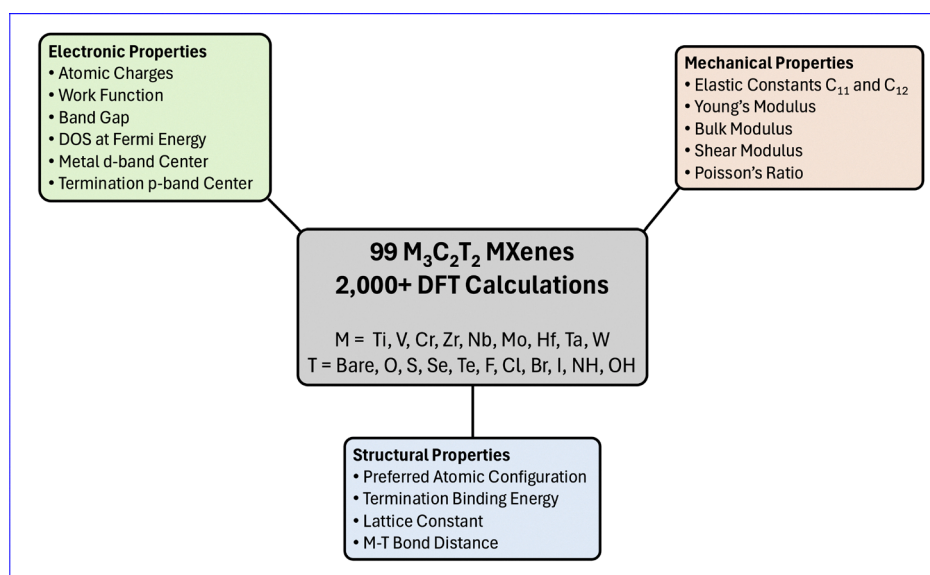 Electronic Properties
• Atomic Charges
• Work Function
• Band Gap
• DOS at Fermi Energy
• Metal d-band Center
• Termination p-band Center
Mechanical Properties
• Elastic Constants C₁₁ and C₁₂
• Young's Modulus
• Bulk Modulus
• Shear Modulus
• Poisson's Ratio
99 M₃C₂T₂ MXenes
2,000+ DFT Calculations
M = Ti, V, Cr, Zr, Nb, Mo, Hf, Ta, W
T = Bare, O, S, Se, Te, F, Cl, Br, I, NH, OH
Structural Properties
• Preferred Atomic Configuration
• Termination Binding Energy
• Lattice Constant
• M-T Bond Distance